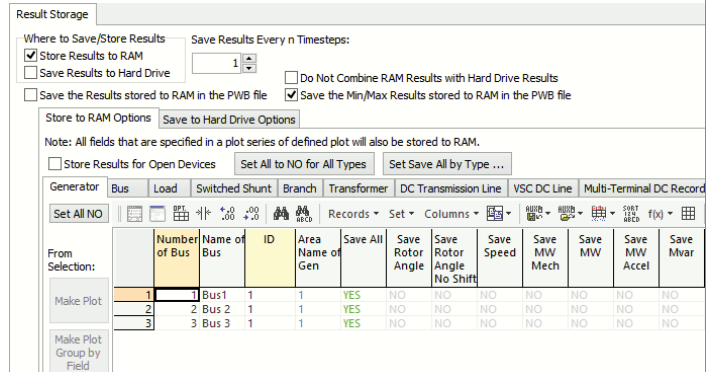 Result Storage
Where to Save/Store Results
Save Results Every n Timesteps:
Store Results to RAM
1
Save Results to Hard Drive
Do Not Combine RAM Results with Hard Drive Results
Save the Results stored to RAM in the PWB file
Save the Min/Max Results stored to RAM in the PWB file
Store to RAM Options
Save to Hard Drive Options
Note: All fields that are specified in a plot series of defined plot will also be stored to RAM.
Store Results for Open Devices
Set All to NO for All Types
Set Save All by Type ...
Generator Bus Load Switched Shunt Branch Transformer DC Transmission Line VSC DC Line Multi-Terminal DC Record
Set All NO
Records Set Columns
f(x)
From
Selection:
Make Plot
Make Plot
Group by
Field
Number of Bus Name of Bus ID Area Name of Gen Save All Save Rotor Angle Save Rotor Angle No Shift Save Speed Save MW Mech Save MW Save MW Accel Save Mvar
1 1 Bus1 1 1 YES NO NO NO NO NO NO NO
2 2 Bus 2 1 1 YES NO NO NO NO NO NO NO
3 3 Bus 3 1 1 YES NO NO NO NO NO NO NO